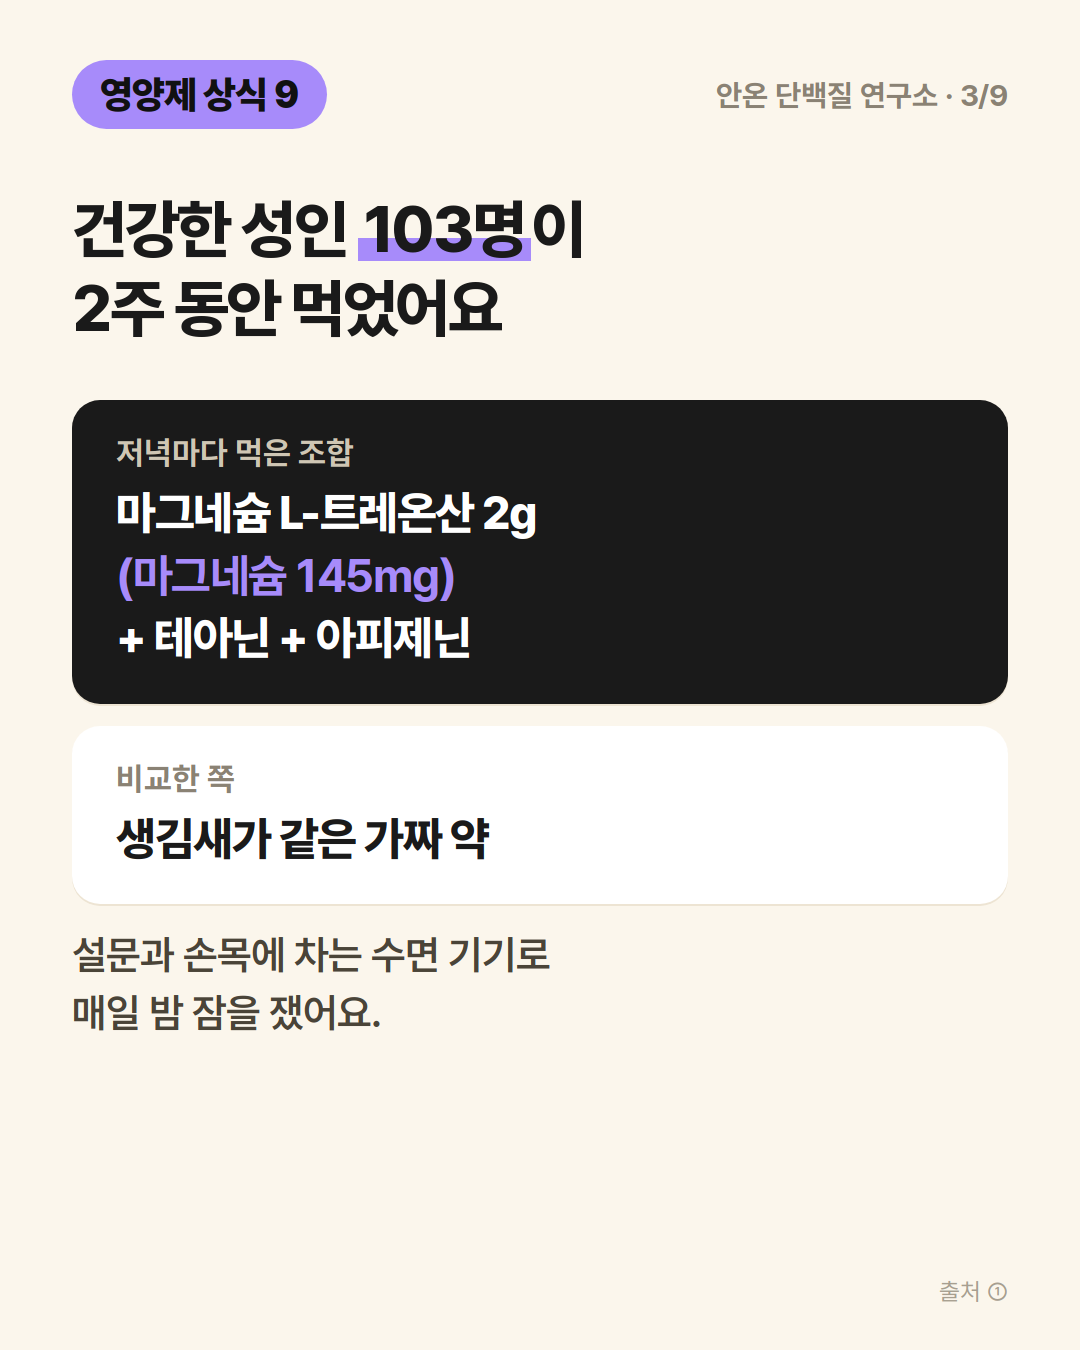 영양제 상식 9
안온 단백질 연구소 · 3/9
건강한 성인 103명이
2주 동안 먹었어요
저녁마다 먹은 조합
마그네슘 L-트레온산 2g
(마그네슘 145mg)
+ 테아닌 + 아피제닌
비교한 쪽
생김새가 같은 가짜 약
설문과 손목에 차는 수면 기기로
매일 밤 잠을 쟀어요.
출처 ①